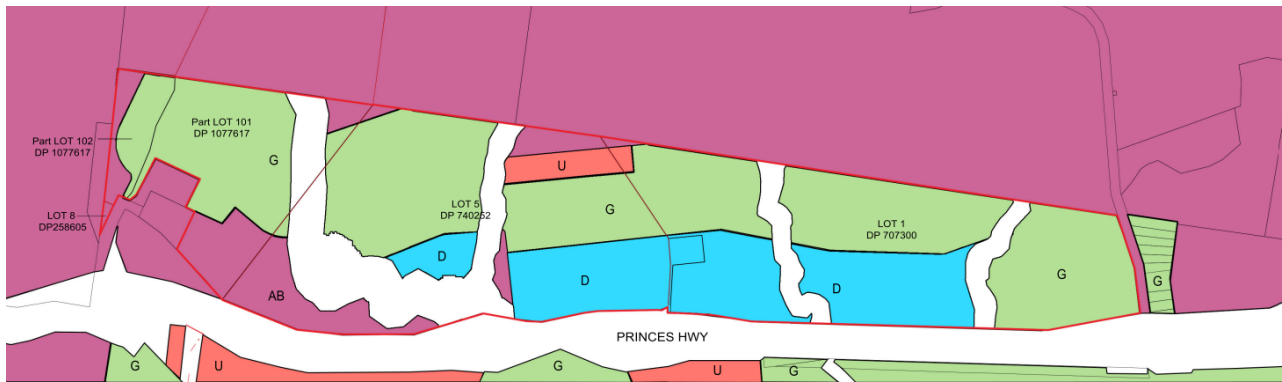 Part LOT 101
DP 1077617
Part LOT 102
DP 1077617
G
U
LOT 5
DP 740252
G
LOT 8
DP258605
LOT 1
DP 707300
D
AB
D
D
G
G
PRINCES HWY
G
U
G
U
G